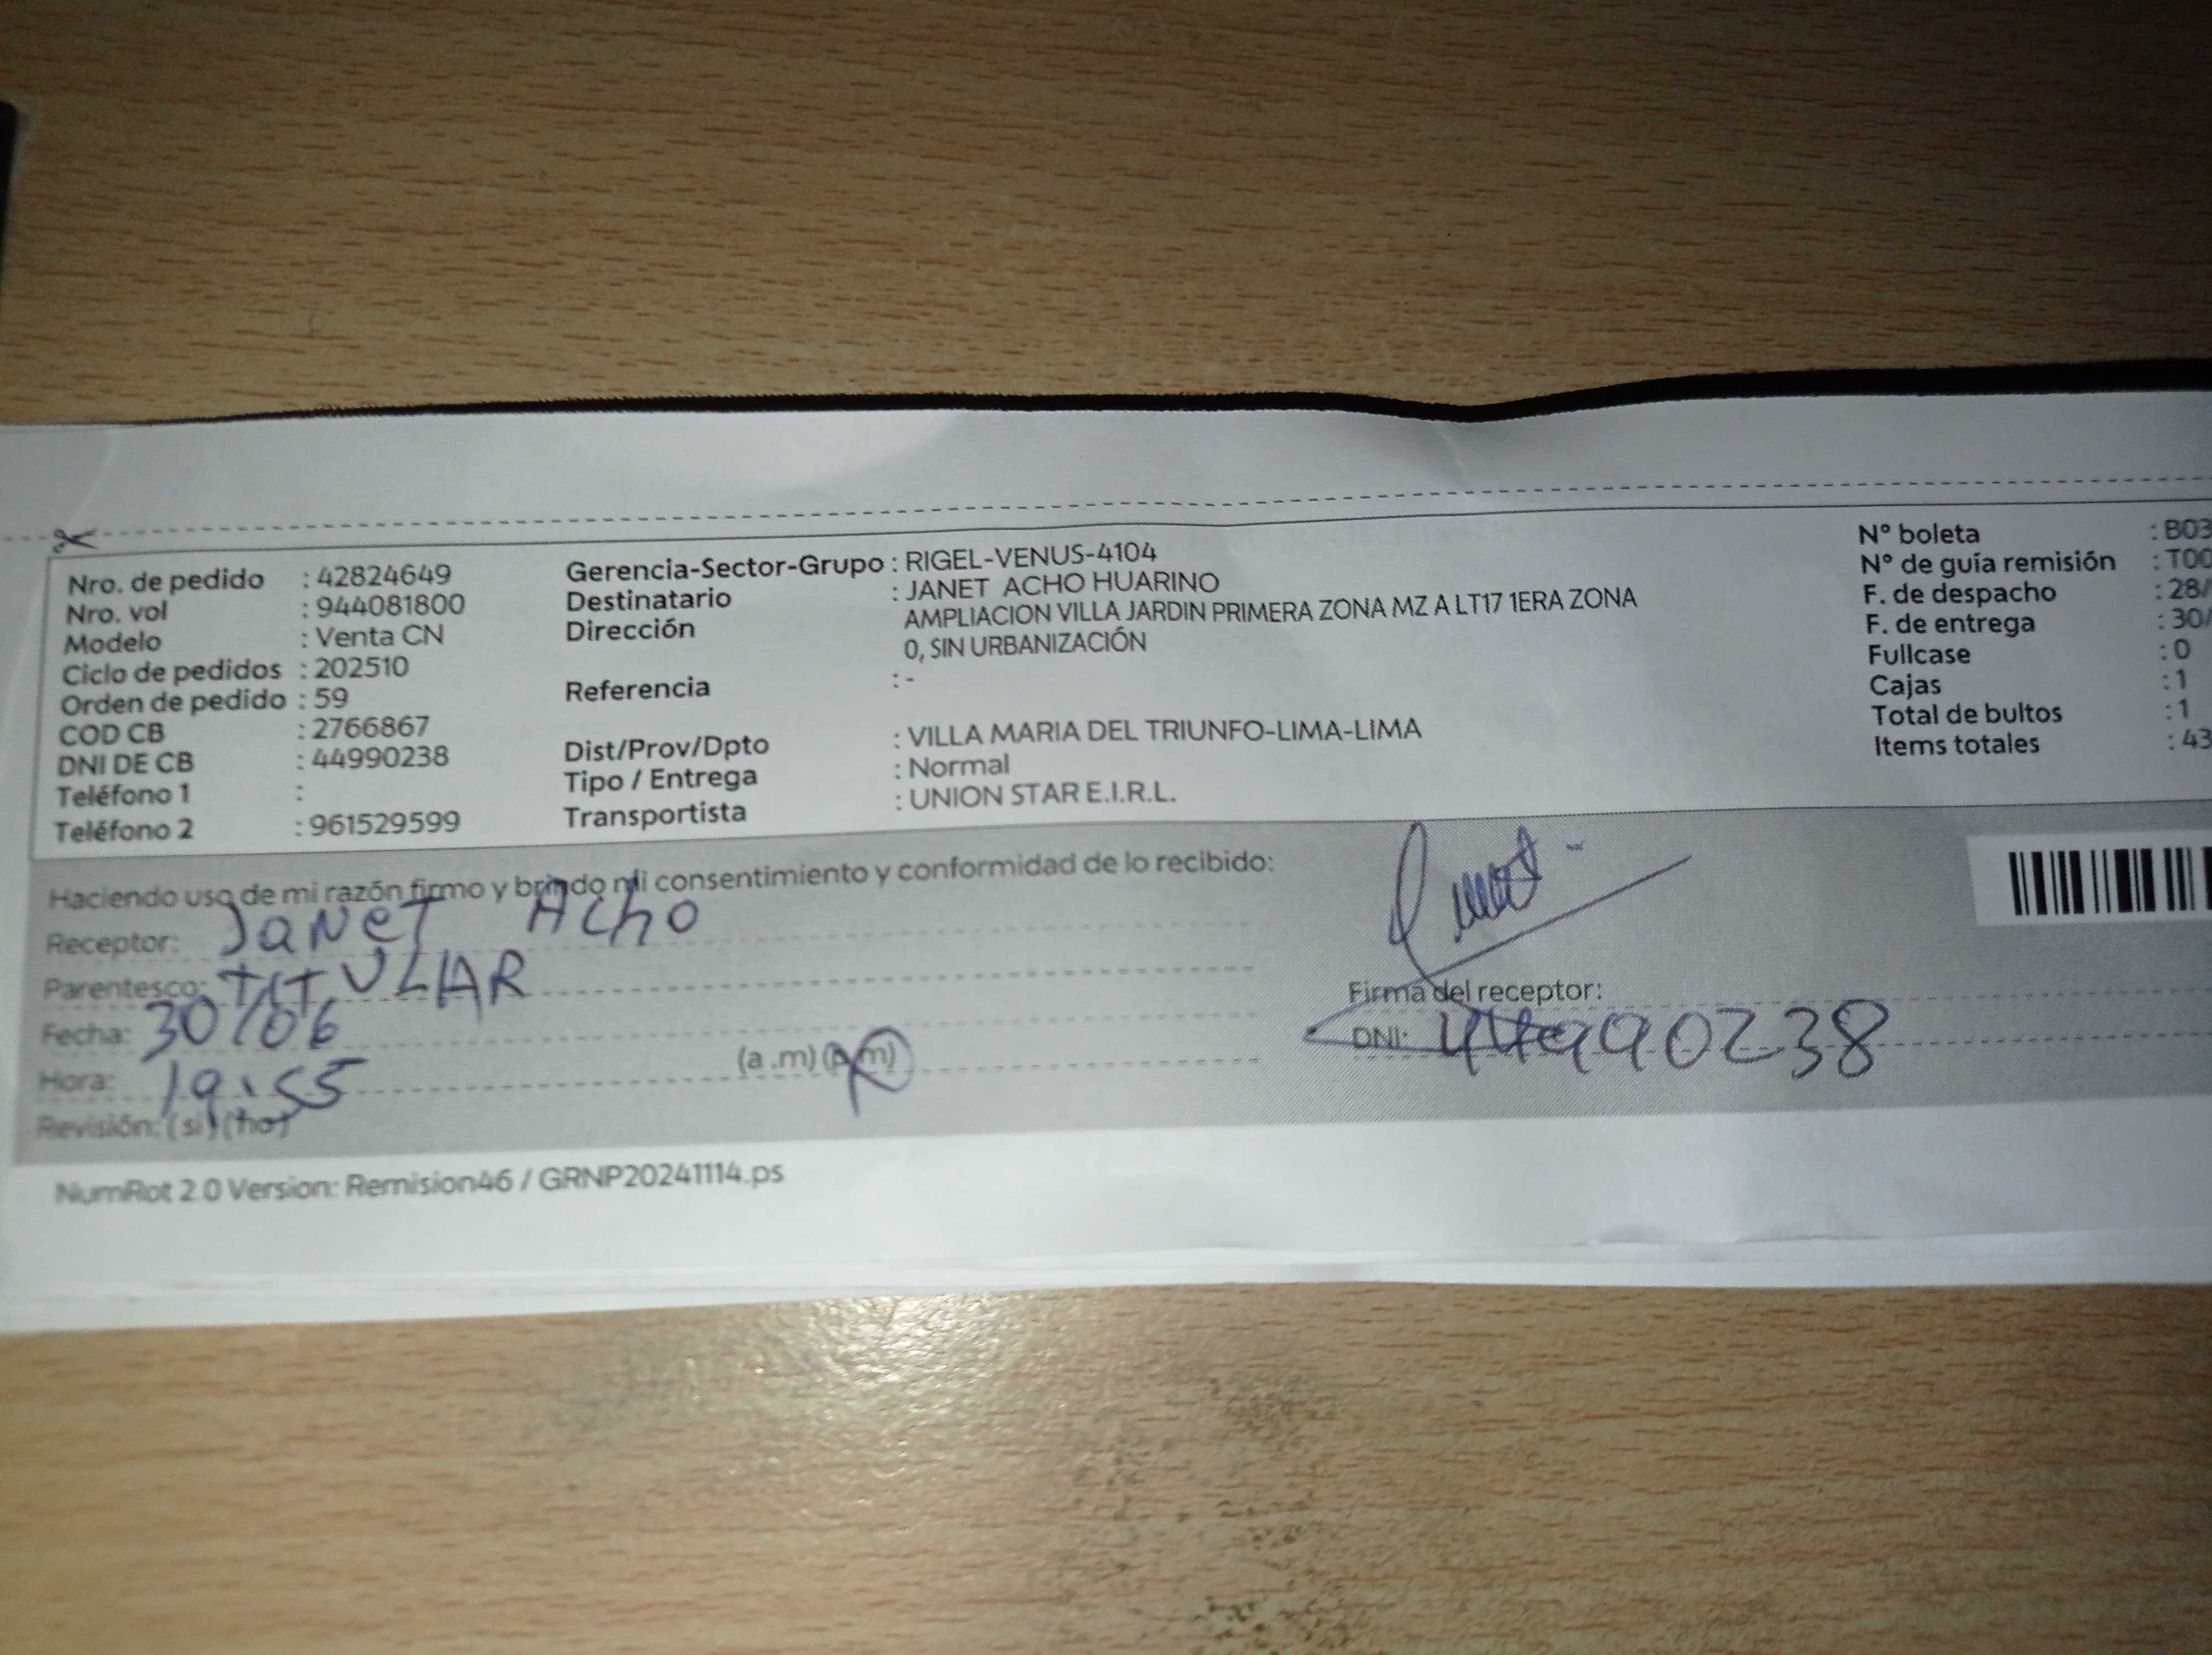 Nro. de pedido : 42824649
Nro. vol : 944081800
Modelo : Venta CN
Ciclo de pedidos : 202510
Orden de pedido : 59
COD CB : 2766867
DNI DE CB : 44990238
Teléfono 1 :
Teléfono 2 : 961529599
Gerencia-Sector-Grupo : RIGEL-VENUS-4104
Destinatario : JANET ACHO HUARINO
Dirección AMPLIACION VILLA JARDIN PRIMERA ZONA MZ A LT17 1ERA ZONA
0, SIN URBANIZACIÓN
Referencia : -
Dist/Prov/Dpto : VILLA MARIA DEL TRIUNFO-LIMA-LIMA
Tipo / Entrega : Normal
Transportista : UNION STAR E.I.R.L.
N° boleta : B03
N° de guía remisión : T00
F. de despacho : 28/
F. de entrega : 30/
Fullcase : 0
Cajas : 1
Total de bultos : 1
Items totales : 43
Haciendo uso de mi razón firmo y brindo mi consentimiento y conformidad de lo recibido:
Receptor: JANET ACHO
Parentesco: TITULAR
Fecha: 30/06
Hora: 19:55 (a .m) (p.m)
Revisión: (si) (no)
Firma del receptor:
DNI: 44990238
NumRot 2.0 Version: Remision46 / GRNP20241114.ps